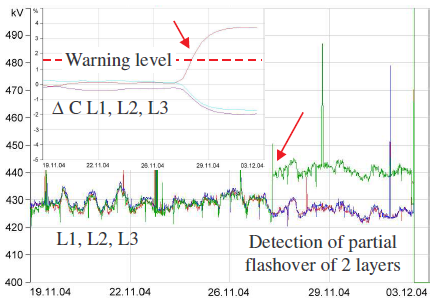 kV
%
5
4
3
2
1
0
-1
-2
-3
-4
-5
Warning level
Δ C L1, L2, L3
19.11.04 22.11.04 26.11.04 29.11.04 03.12.04
490
480
470
460
450
440
430
420
410
400
L1, L2, L3
Detection of partial
flashover of 2 layers
19.11.04 22.11.04 26.11.04 29.11.04 03.12.04